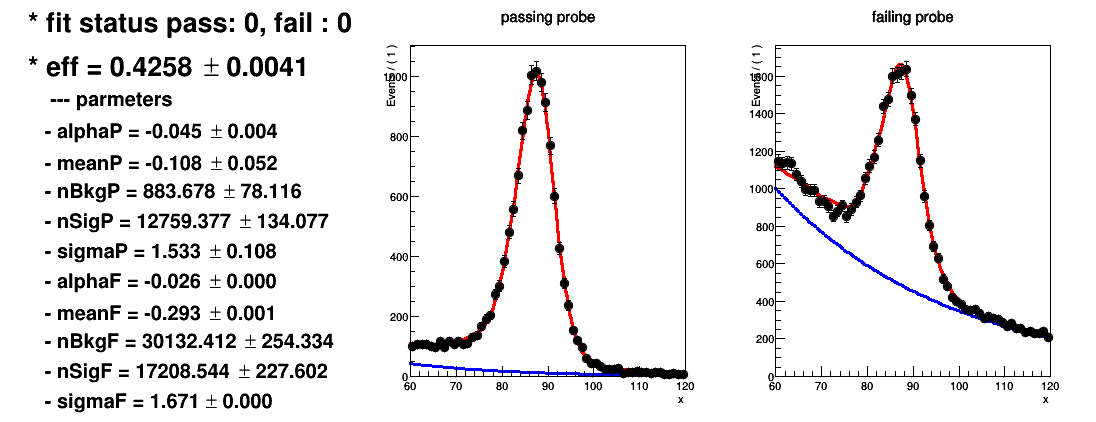 * fit status pass: 0, fail : 0
* eff = 0.4258 ± 0.0041
--- parmeters
- alphaP = -0.045 ± 0.004
- meanP = -0.108 ± 0.052
- nBkgP = 883.678 ± 78.116
- nSigP = 12759.377 ± 134.077
- sigmaP = 1.533 ± 0.108
- alphaF = -0.026 ± 0.000
- meanF = -0.293 ± 0.001
- nBkgF = 30132.412 ± 254.334
- nSigF = 17208.544 ± 227.602
- sigmaF = 1.671 ± 0.000
passing probe
Events / ( 1 )
1000
800
600
400
200
0
60 70 80 90 100 110 120
x
failing probe
Events / ( 1 )
1600
1400
1200
1000
800
600
400
200
0
60 70 80 90 100 110 120
x